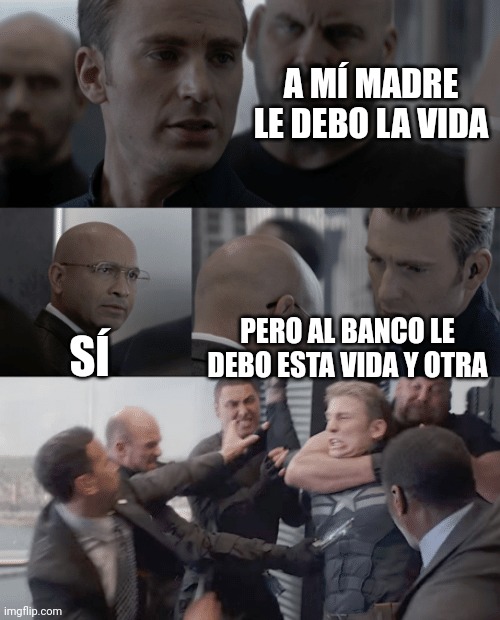 A MÍ MADRE
LE DEBO LA VIDA
SÍ
PERO AL BANCO LE
DEBO ESTA VIDA Y OTRA
imgflip.com